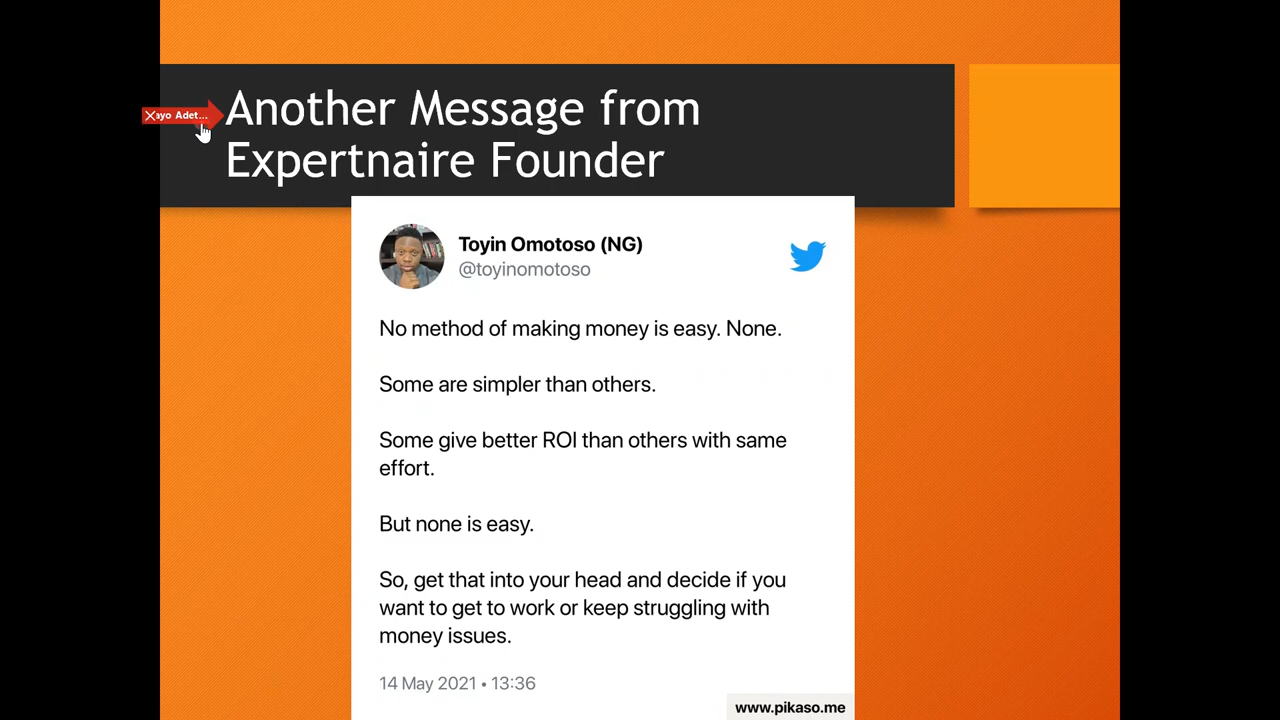 Another Message from
Expertnaire Founder
ayo Adet...
Toyin Omotoso (NG)
@toyinomotoso
No method of making money is easy. None.
Some are simpler than others.
Some give better ROI than others with same
effort.
But none is easy.
So, get that into your head and decide if you
want to get to work or keep struggling with
money issues.
14 May 2021 • 13:36
www.pikaso.me